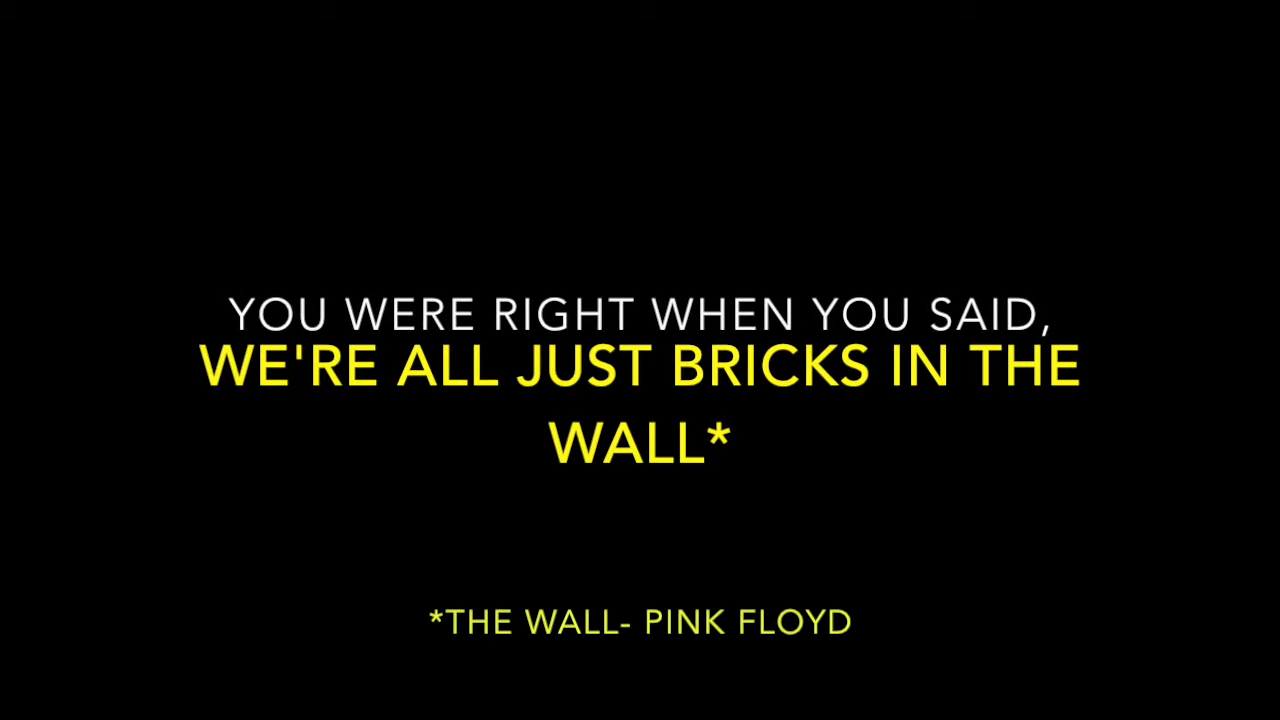 YOU WERE RIGHT WHEN YOU SAID,
WE'RE ALL JUST BRICKS IN THE
WALL*
*THE WALL- PINK FLOYD